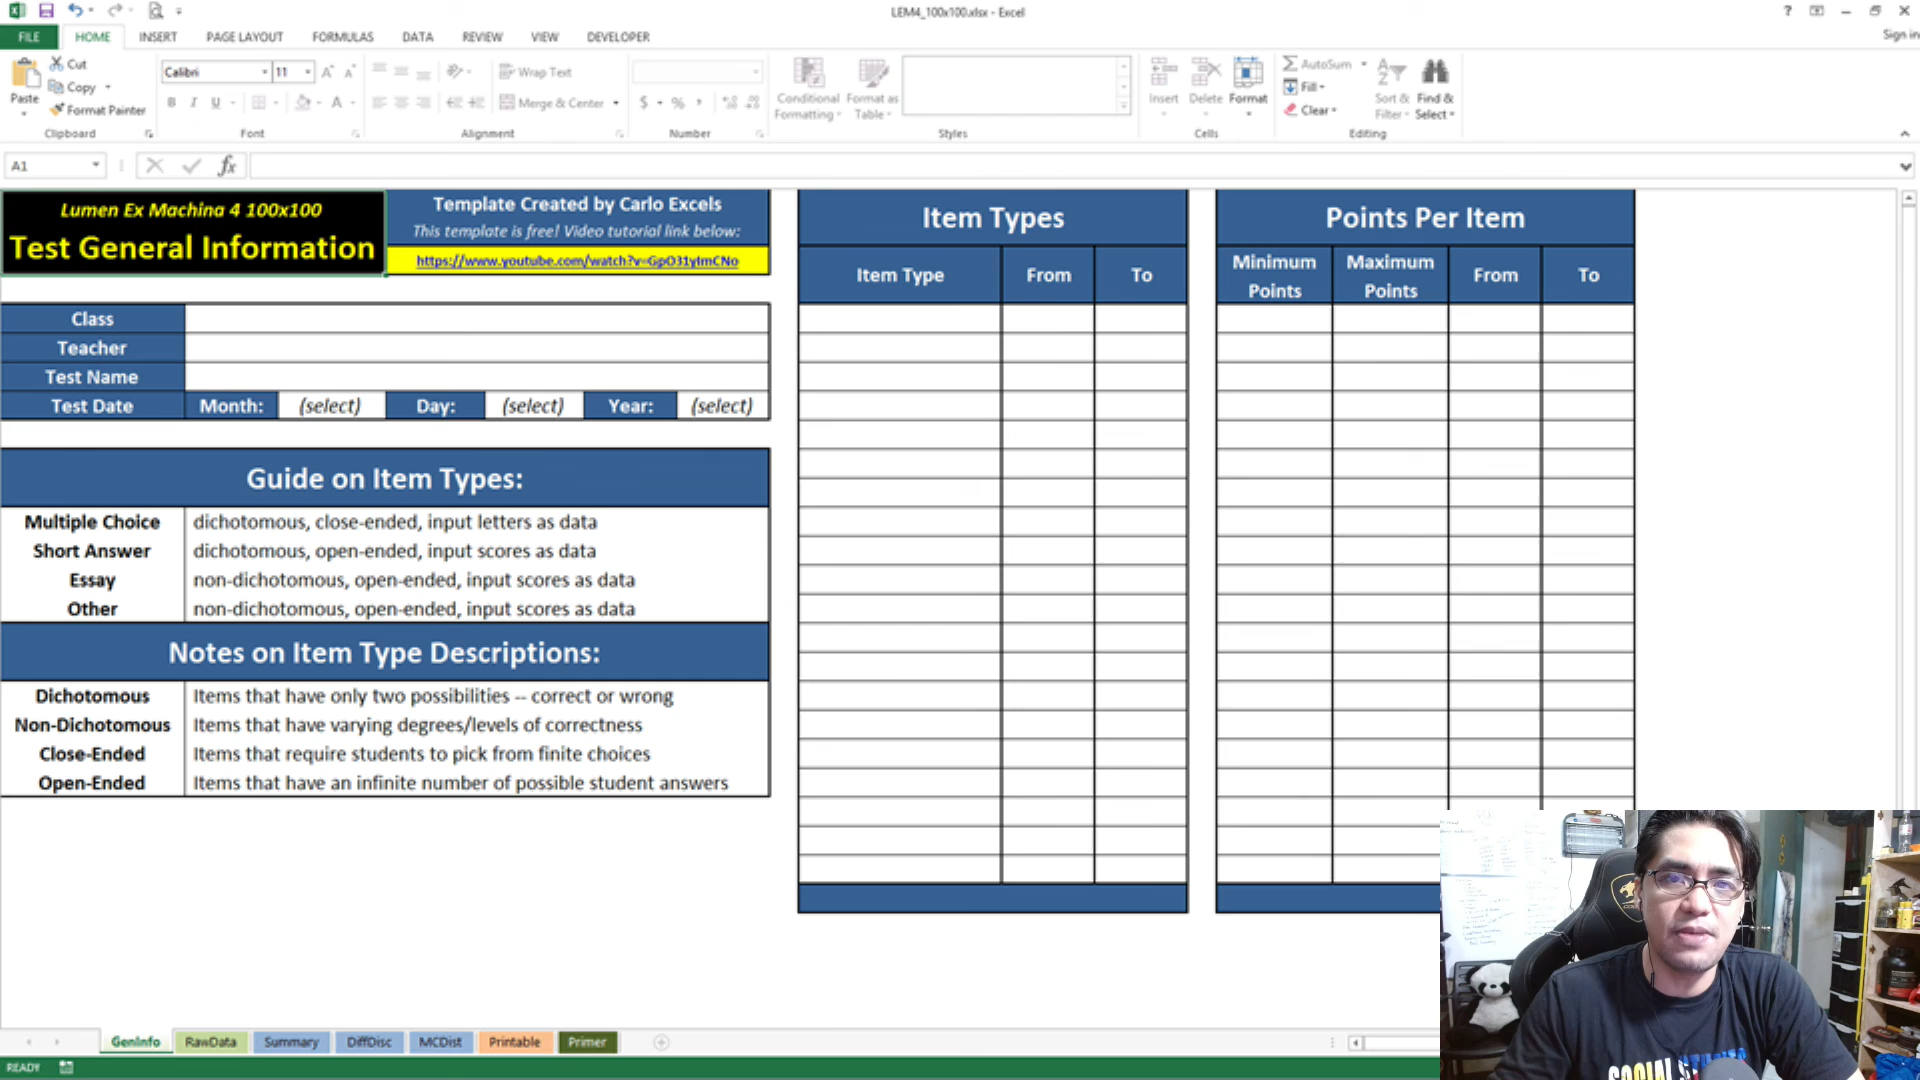 LEM4_100x100.xlsx - Excel
Sign in
FILE HOME INSERT PAGE LAYOUT FORMULAS DATA REVIEW VIEW DEVELOPER
Paste
Cut
Copy
Format Painter
Clipboard
Calibri 11
B I U
Font
Wrap Text
Merge & Center
Alignment
$ % ,
Number
Conditional Formatting
Format as Table
Styles
Insert Delete Format
Cells
AutoSum
Fill
Clear
Sort & Filter
Find & Select
Editing
A1
fx
Lumen Ex Machina 4 100x100
Test General Information
Template Created by Carlo Excels
This template is free! Video tutorial link below:
Class
Teacher
Test Name
Test Date Month: (select) Day: (select) Year: (select)
Guide on Item Types:
Multiple Choice dichotomous, close-ended, input letters as data
Short Answer dichotomous, open-ended, input scores as data
Essay non-dichotomous, open-ended, input scores as data
Other non-dichotomous, open-ended, input scores as data
Notes on Item Type Descriptions:
Dichotomous Items that have only two possibilities -- correct or wrong
Non-Dichotomous Items that have varying degrees/levels of correctness
Close-Ended Items that require students to pick from finite choices
Open-Ended Items that have an infinite number of possible student answers
Item Types
Item Type From To
Points Per Item
Minimum Points Maximum Points From To
GenInfo RawData Summary DiffDisc MCDist Printable Primer
READY